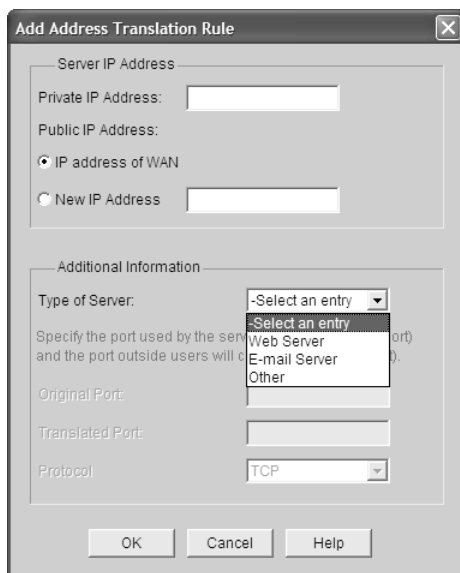 Add Address Translation Rule
Server IP Address
Private IP Address:
Public IP Address:
IP address of WAN
New IP Address
Additional Information
Type of Server:
-Select an entry
-Select an entry
Web Server
E-mail Server
Other
Specify the port used by the ort)
and the port outside users will ).
Original Port:
Translated Port:
Protocol
TCP
OK
Cancel
Help